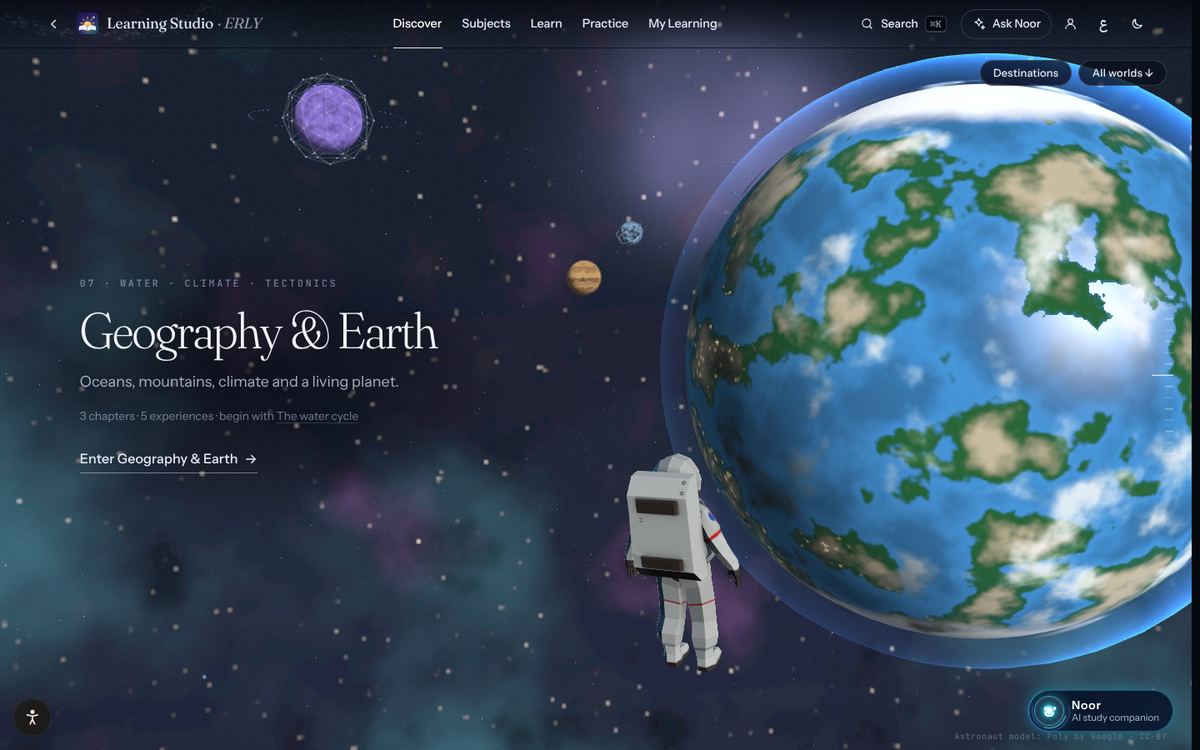 Learning Studio · ERLY
Discover Subjects Learn Practice My Learning
Search ⌘K Ask Noor ع
Destinations All worlds ↓
07 · WATER · CLIMATE · TECTONICS
Geography & Earth
Oceans, mountains, climate and a living planet.
3 chapters · 5 experiences · begin with The water cycle
Enter Geography & Earth →
Noor
AI study companion
Astronaut model: Poly by Google · CC-BY